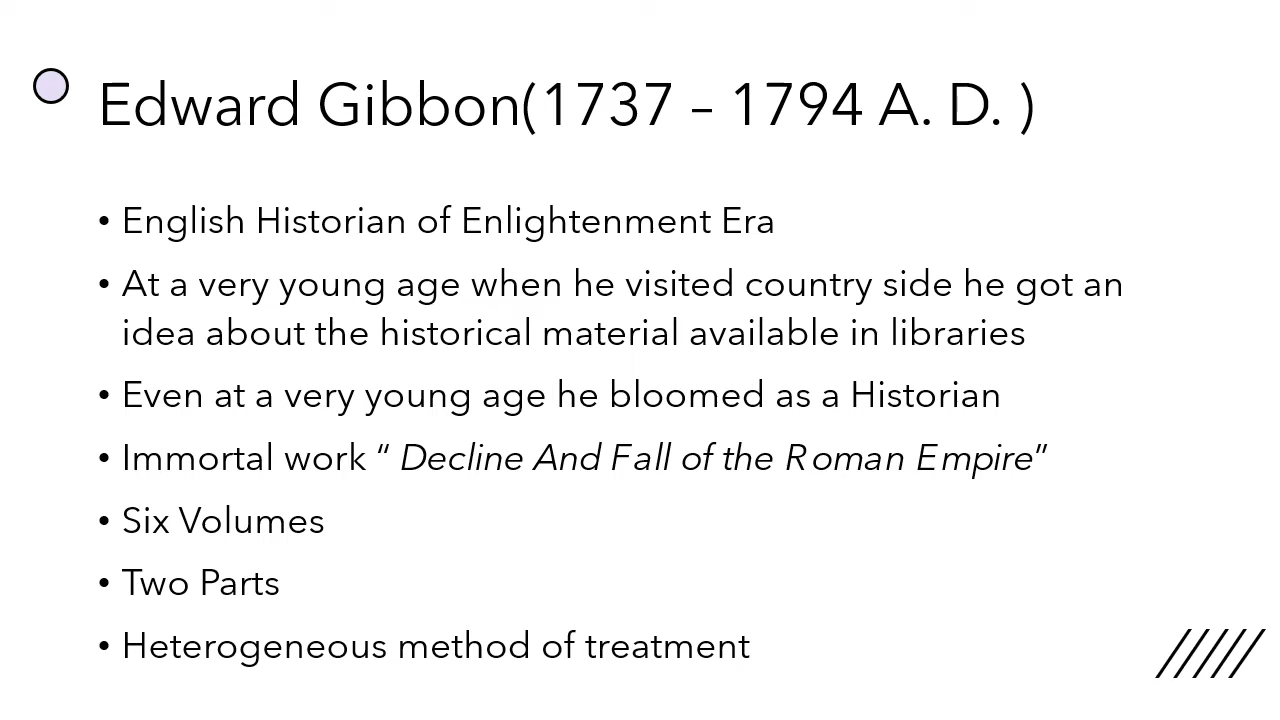 Edward Gibbon(1737 – 1794 A. D. )
• English Historian of Enlightenment Era
• At a very young age when he visited country side he got an
idea about the historical material available in libraries
• Even at a very young age he bloomed as a Historian
• Immortal work “ Decline And Fall of the Roman Empire”
• Six Volumes
• Two Parts
• Heterogeneous method of treatment